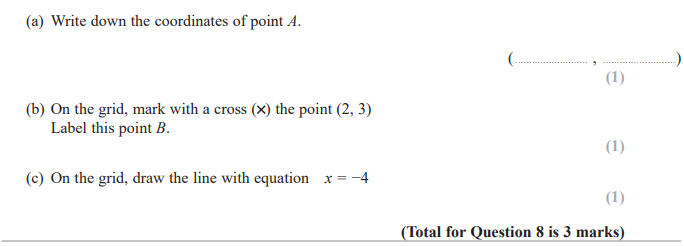 (a) Write down the coordinates of point A.
(.............................. , ..............................)
(1)
(b) On the grid, mark with a cross (×) the point (2, 3)
Label this point B.
(1)
(c) On the grid, draw the line with equation x = −4
(1)
(Total for Question 8 is 3 marks)